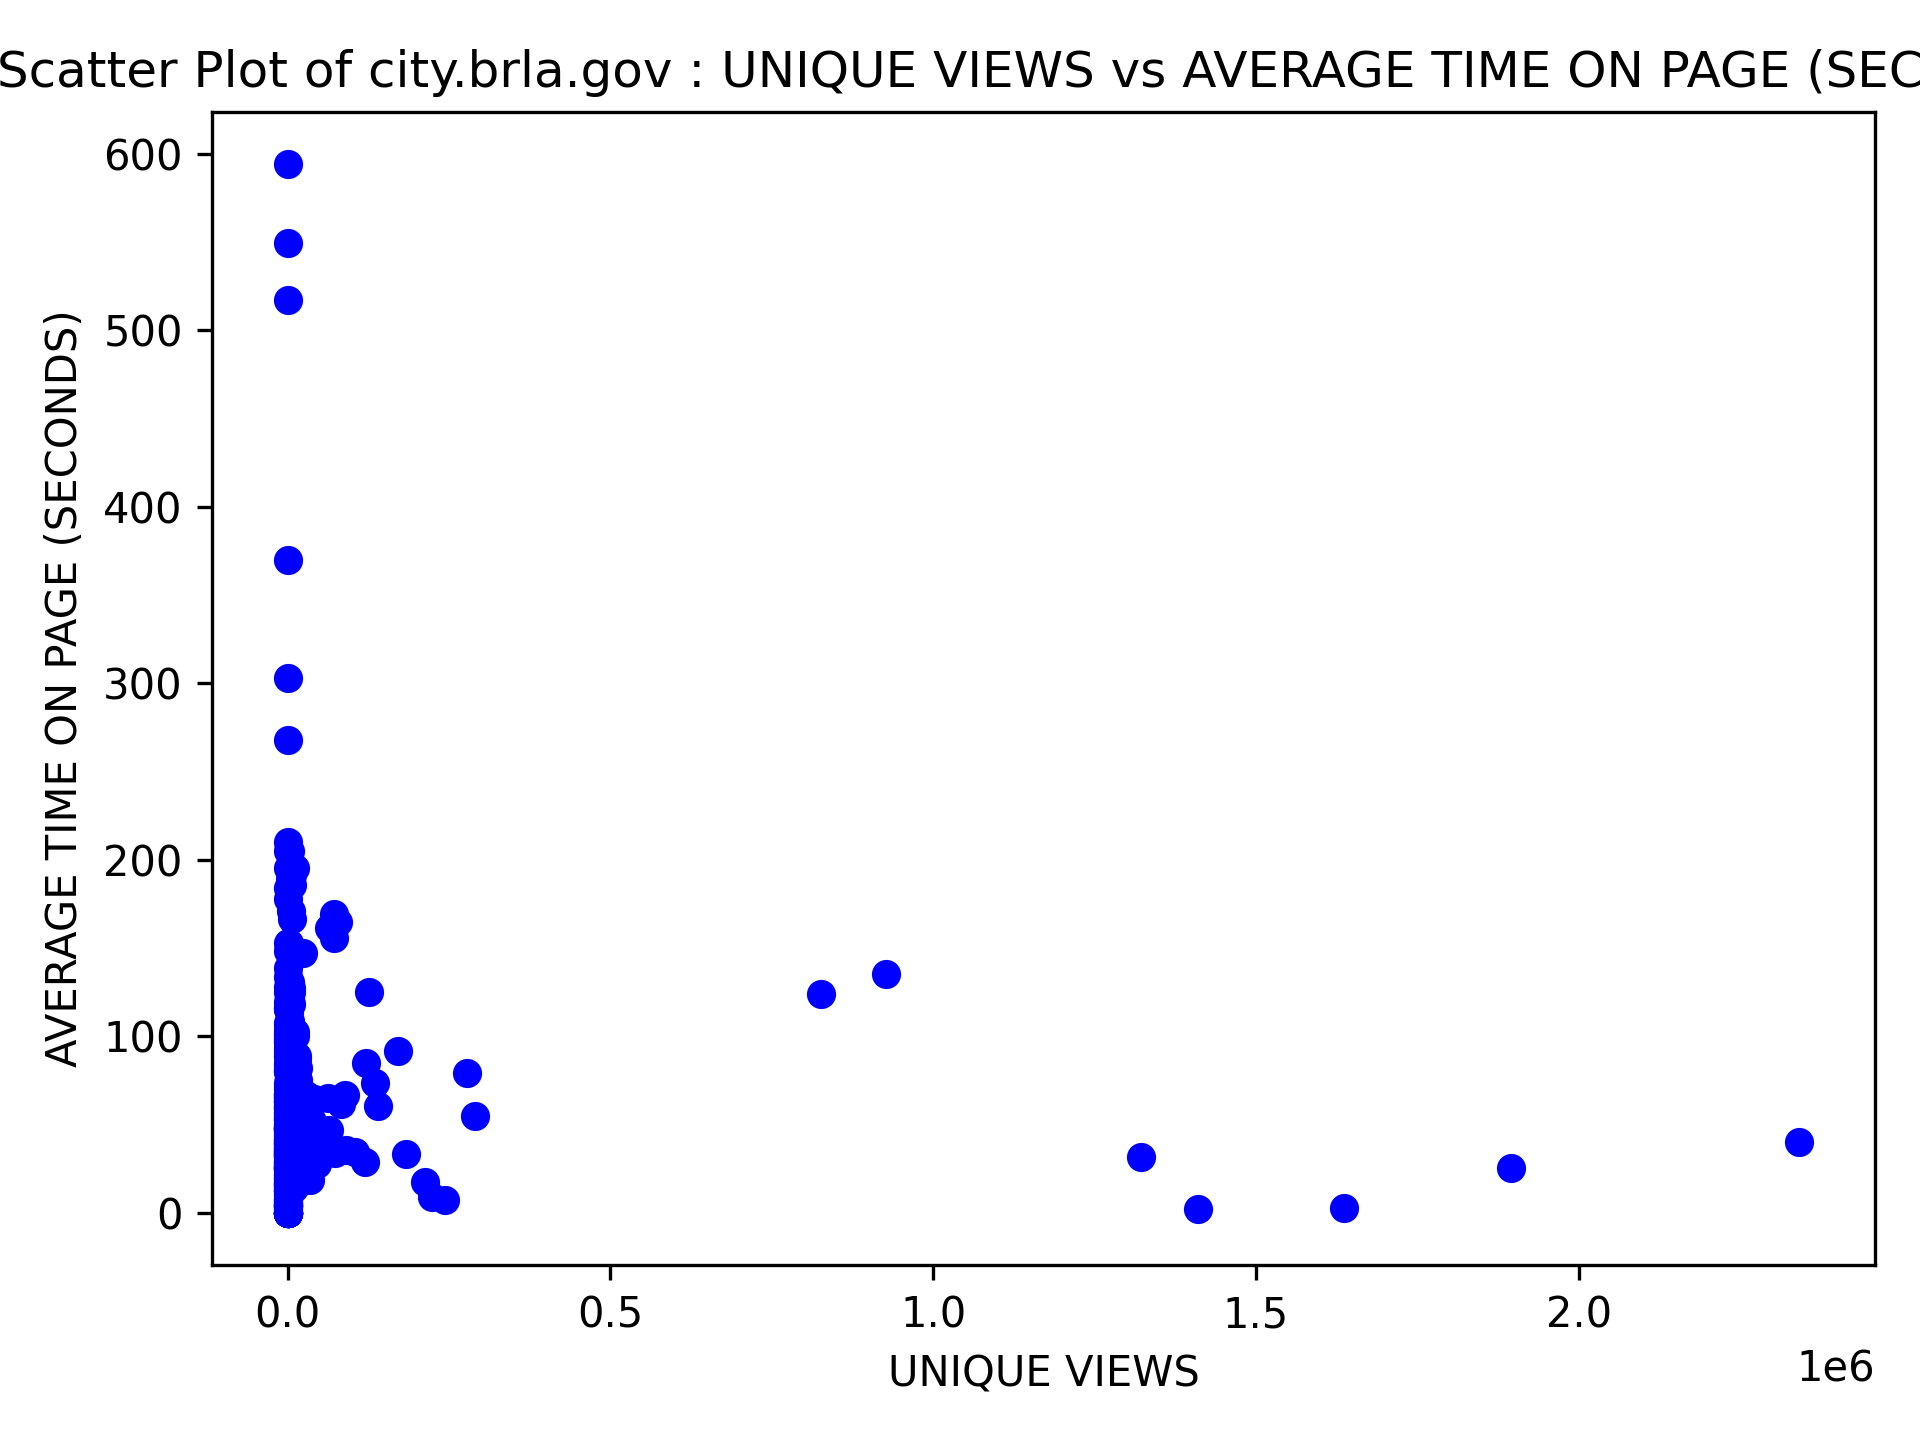 Scatter Plot of city.brla.gov : UNIQUE VIEWS vs AVERAGE TIME ON PAGE (SEC
AVERAGE TIME ON PAGE (SECONDS)
600
500
400
300
200
100
0
0.0 0.5 1.0 1.5 2.0
UNIQUE VIEWS
1e6